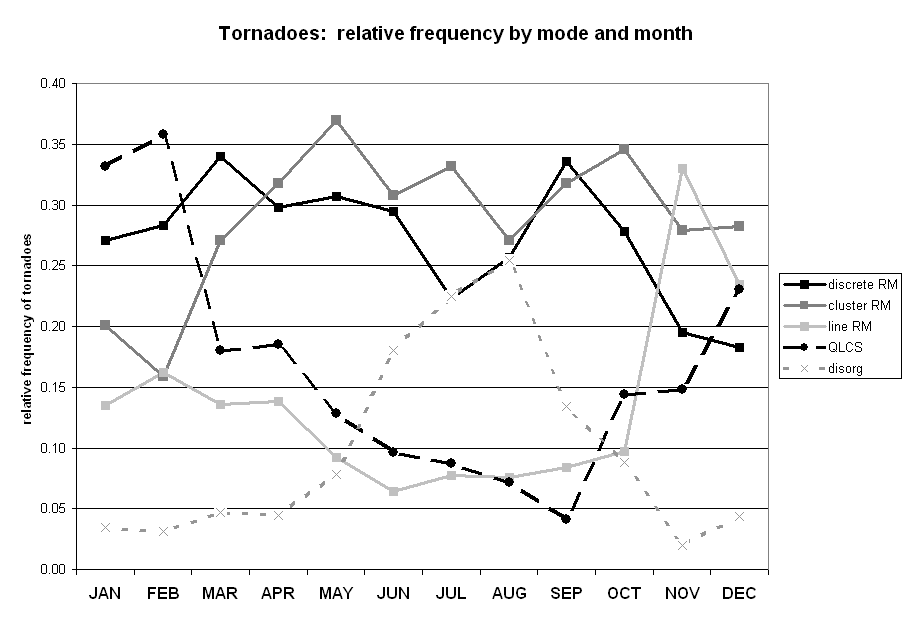 Tornadoes: relative frequency by mode and month
0.40
0.35
0.30
0.25
0.20
0.15
0.10
0.05
0.00
relative frequency of tornadoes
JAN FEB MAR APR MAY JUN JUL AUG SEP OCT NOV DEC
discrete RM
cluster RM
line RM
QLCS
disorg